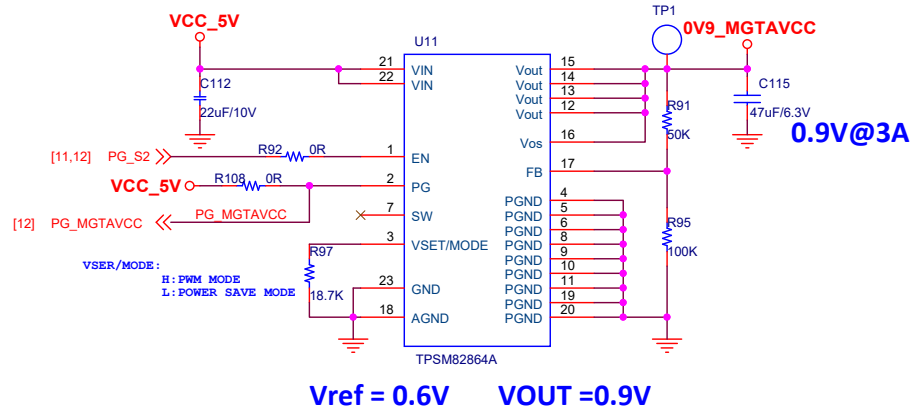 TP1
VCC_5V
0V9_MGTAVCC
U11
21 VIN Vout 15
22 VIN Vout 14
Vout 13
Vout 12
C112
22uF/10V
C115
47uF/6.3V
R91
50K
0.9V@3A
Vos 16
[11,12] PG_S2 R92 0R 1 EN
FB 17
VCC_5V R108 0R 2 PG
PGND 4
PGND 5
[12] PG_MGTAVCC PG_MGTAVCC 7 SW
PGND 6
PGND 8
R95
100K
3 VSET/MODE
PGND 9
R97
18.7K
PGND 10
VSER/MODE:
H:PWM MODE
L:POWER SAVE MODE
23 GND PGND 11
PGND 19
18 AGND PGND 20
TPSM82864A
Vref = 0.6V VOUT =0.9V